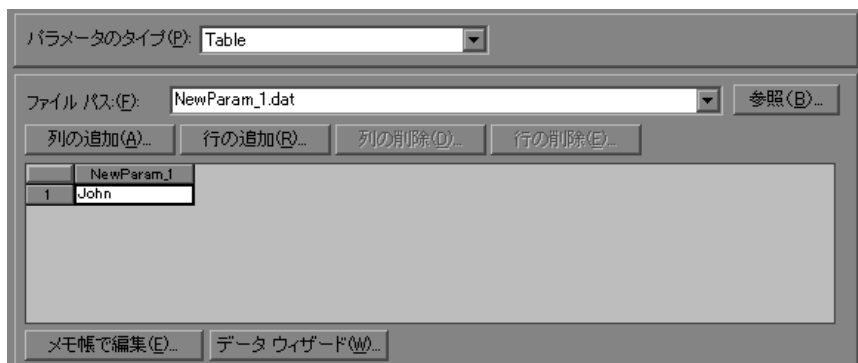 パラメータのタイプ(P): Table
ファイル パス:(F): NewParam_1.dat 参照(B)...
列の追加(A)... 行の追加(R)... 列の削除(D)... 行の削除(E)...
NewParam_1
1 John
メモ帳で編集(E)... データ ウィザード(W)...